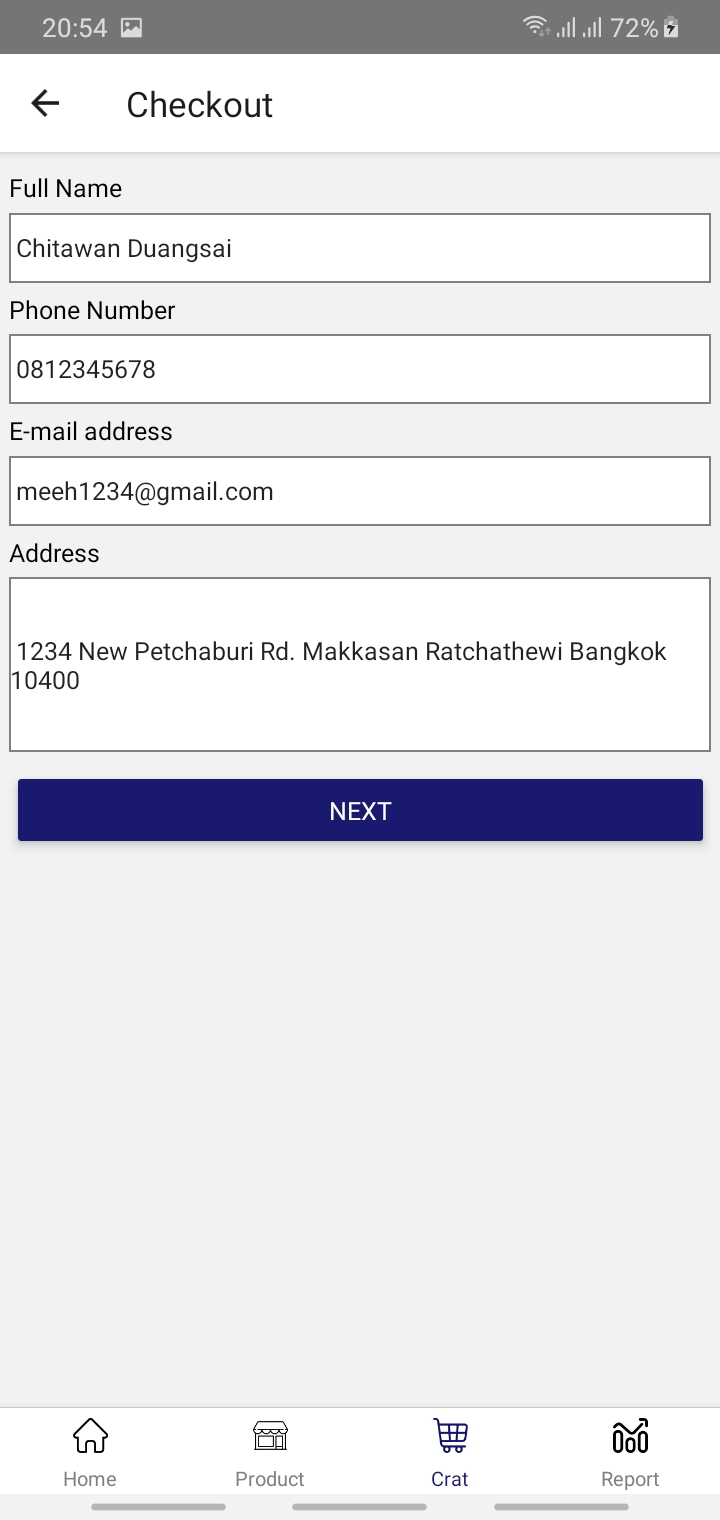 20:54 72%
Checkout
Full Name
Chitawan Duangsai
Phone Number
0812345678
E-mail address
meeh1234@gmail.com
Address
1234 New Petchaburi Rd. Makkasan Ratchathewi Bangkok
10400
NEXT
Home Product Crat Report